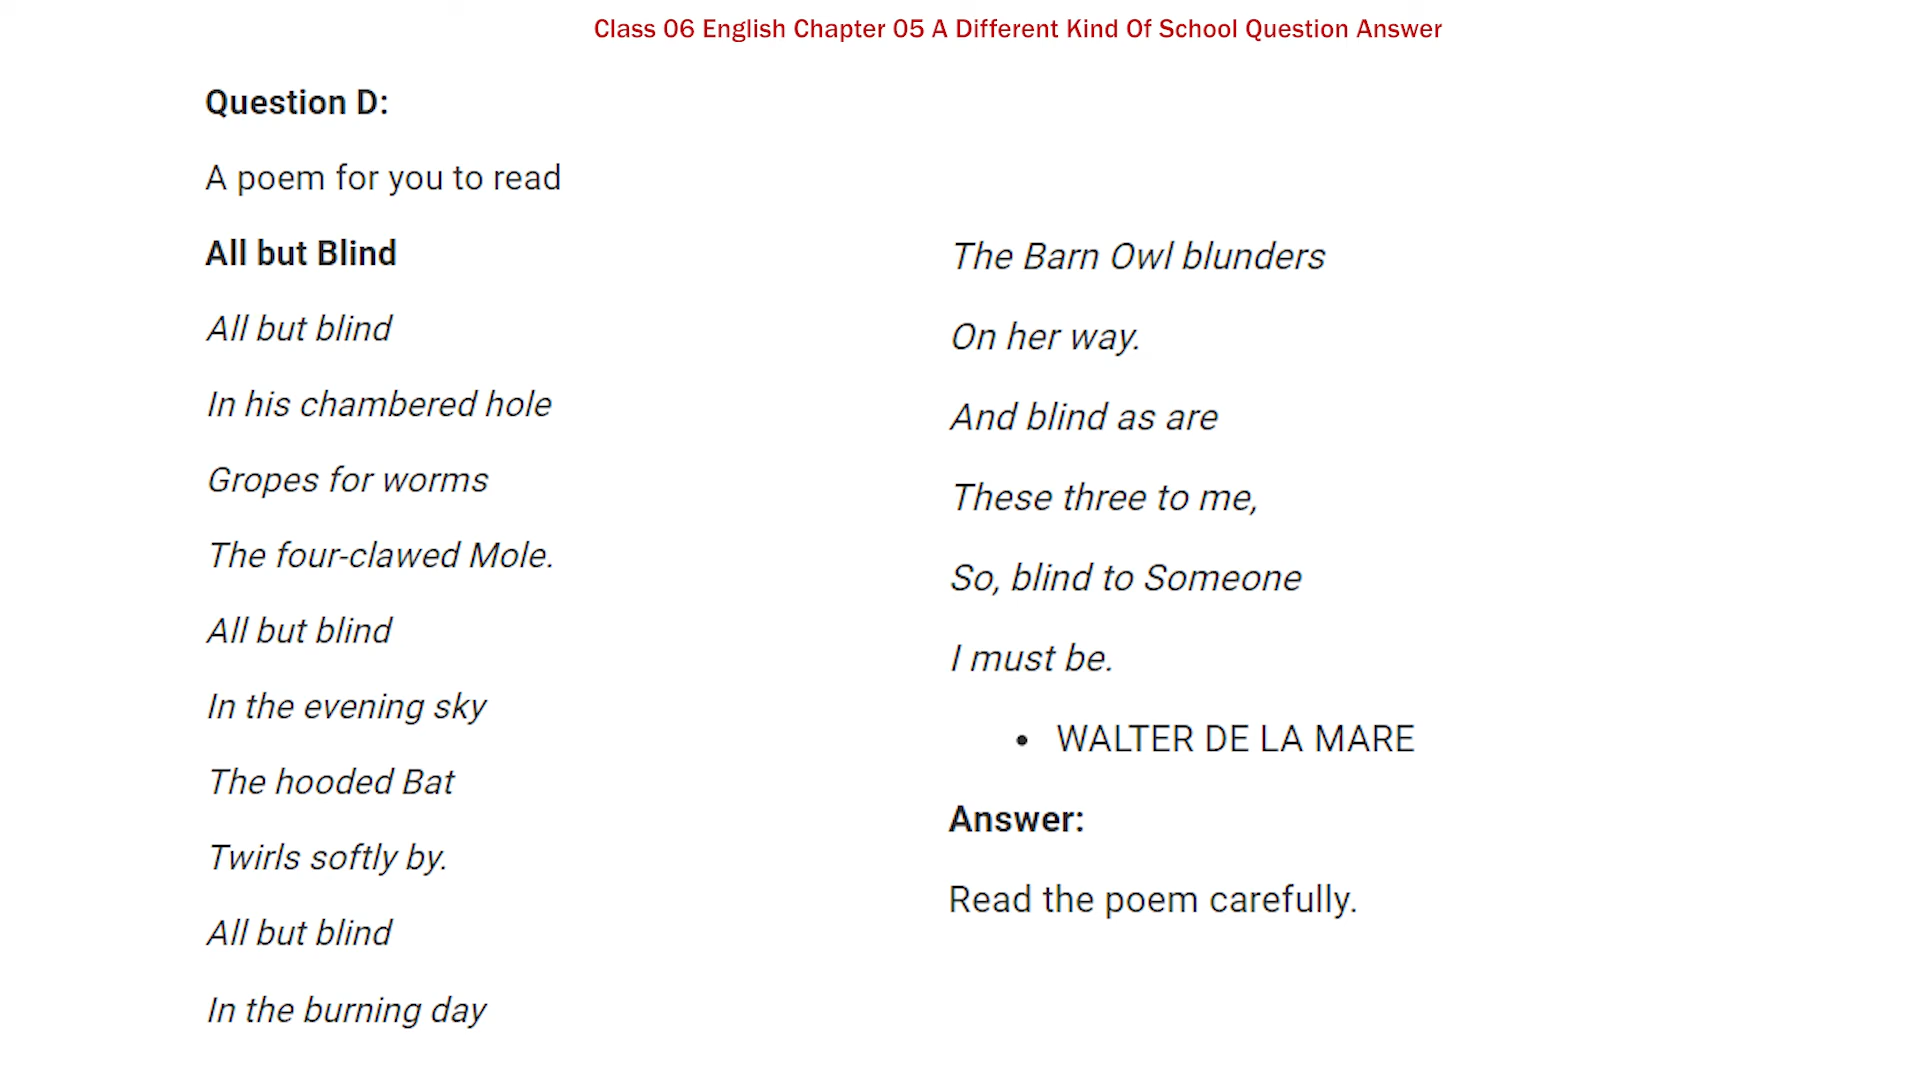 Class 06 English Chapter 05 A Different Kind Of School Question Answer
Question D:
A poem for you to read
All but Blind
All but blind
In his chambered hole
Gropes for worms
The four-clawed Mole.
All but blind
In the evening sky
The hooded Bat
Twirls softly by.
All but blind
In the burning day
The Barn Owl blunders
On her way.
And blind as are
These three to me,
So, blind to Someone
I must be.
• WALTER DE LA MARE
Answer:
Read the poem carefully.